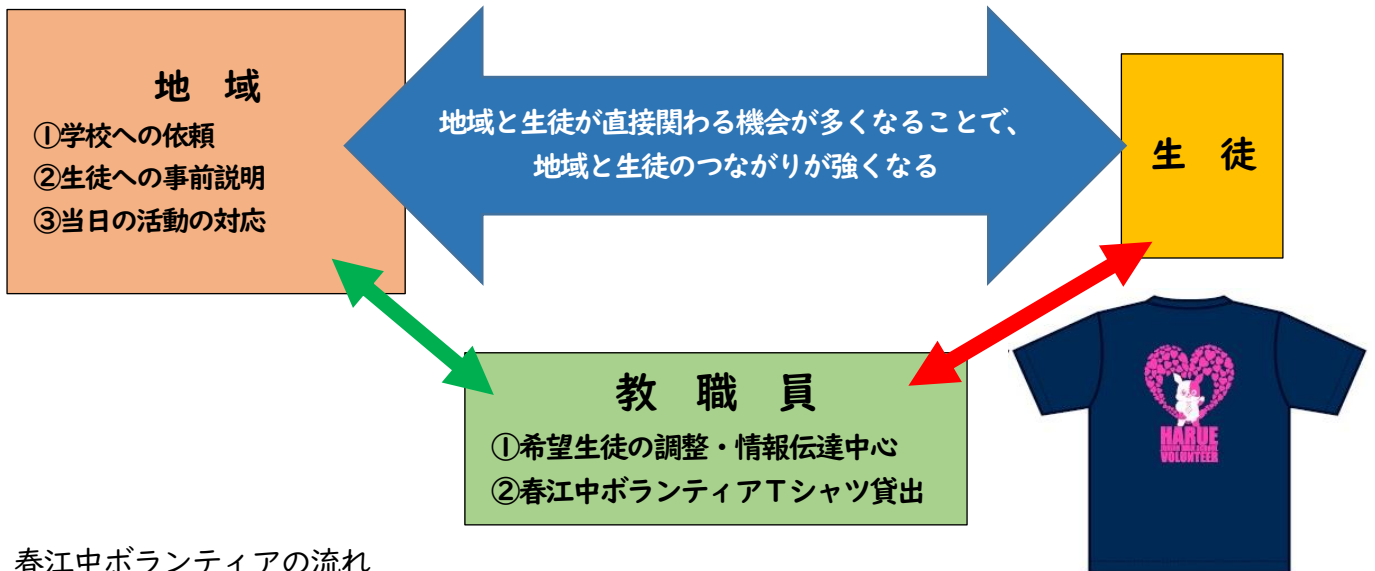 地　域
①学校への依頼
②生徒への事前説明
③当日の活動の対応
地域と生徒が直接関わる機会が多くなることで、
地域と生徒のつながりが強くなる
生　徒
教　職　員
①希望生徒の調整・情報伝達中心
②春江中ボランティアTシャツ貸出
HARUE
VOLUNTEER
春江中ボランティアの流れ